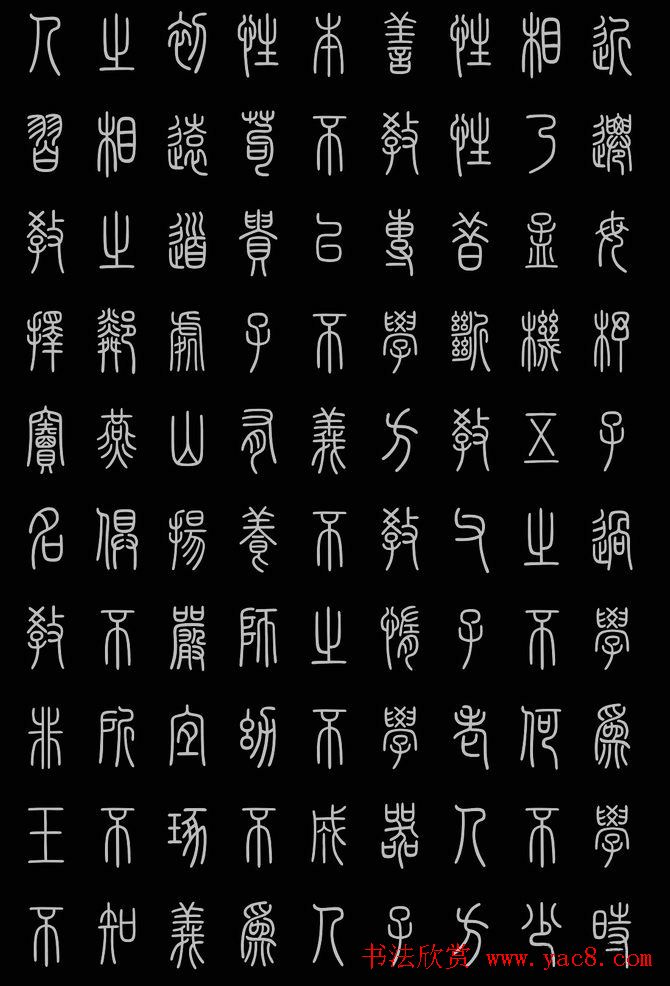 人之初性本善性相近
習相遠苟不教性乃遷
教之道貴以專昔孟母
擇鄰處子不學斷機杼
竇燕山有義方教五子
名俱揚養不教父之過
教不嚴師之惰子不學
非所宜幼不學老何爲
玉不琢不成器人不學
不知義爲人子方少時
书法欣赏 www.yac8.com